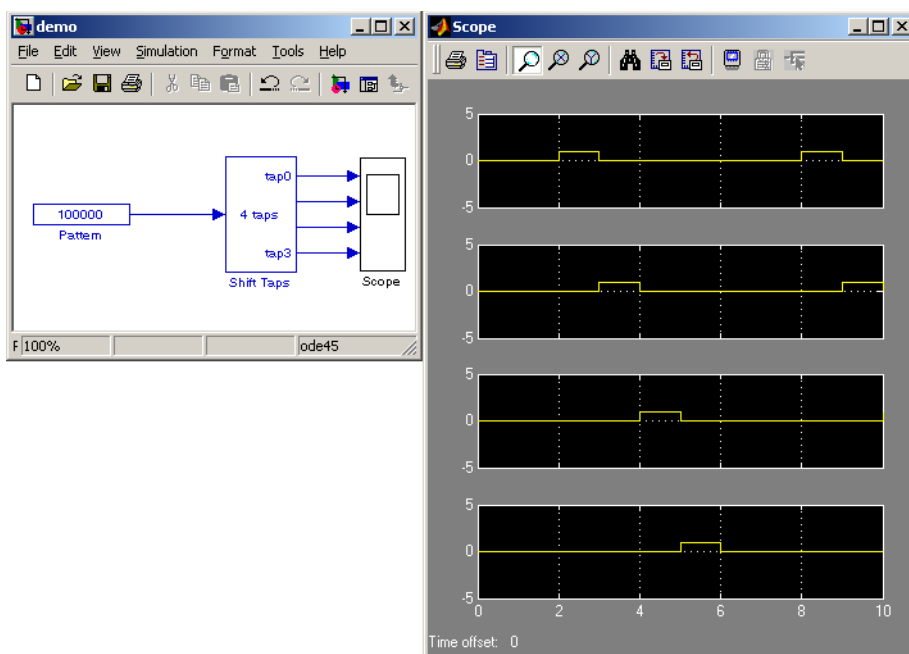 demo
File Edit View Simulation Format Tools Help
100000
Pattern
tap0
4 taps
tap3
Shift Taps
Scope
F 100%
ode45
Scope
5
0
-5
5
0
-5
5
0
-5
5
0
-5
0 2 4 6 8 10
Time offset: 0